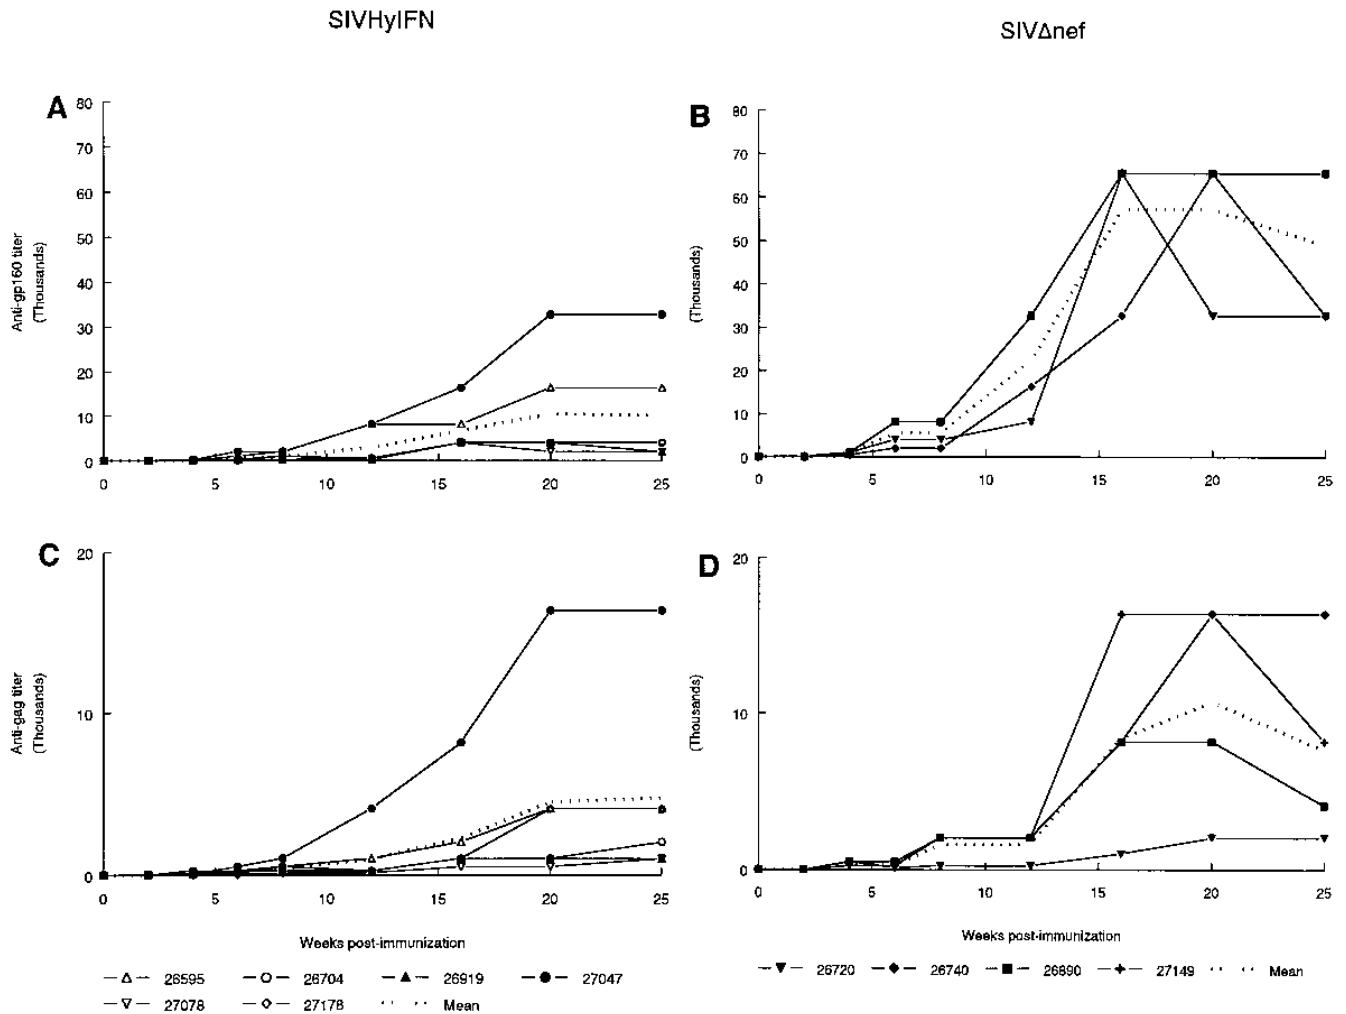 SIVHyIFN
SIVΔnef
A
80
70
60
50
40
30
20
10
0
0 5 10 15 20 25
Anti-gp160 titer
(Thousands)
B
80
70
60
50
40
30
20
10
0
0 5 10 15 20 25
(Thousands)
C
20
10
0
0 5 10 15 20 25
Anti-gag titer
(Thousands)
Weeks post-immunization
D
20
10
0
0 5 10 15 20 25
(Thousands)
Weeks post-immunization
26595 26704 26919 27047
27078 27178 Mean
26720 26740 26890 27149 Mean